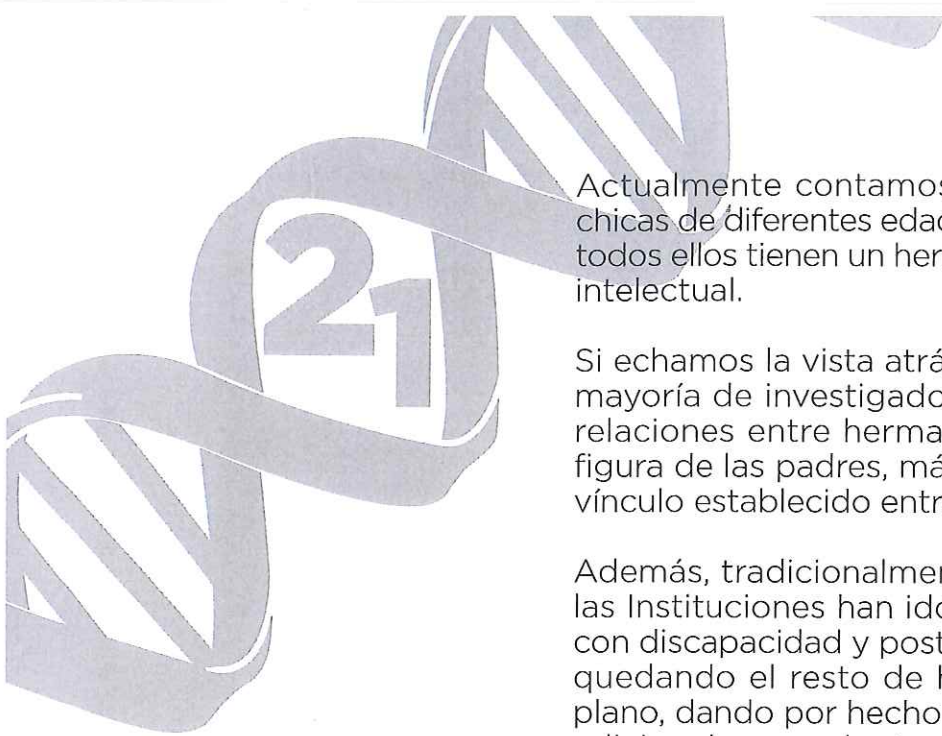 21
Actualmente contamos
chicas de diferentes edad
todos ellos tienen un her
intelectual.
Si echamos la vista atrá
mayoría de investigado
relaciones entre herma
figura de las padres, má
vínculo establecido entr
Además, tradicionalmer
las Instituciones han ido
con discapacidad y post
quedando el resto de h
plano, dando por hecho